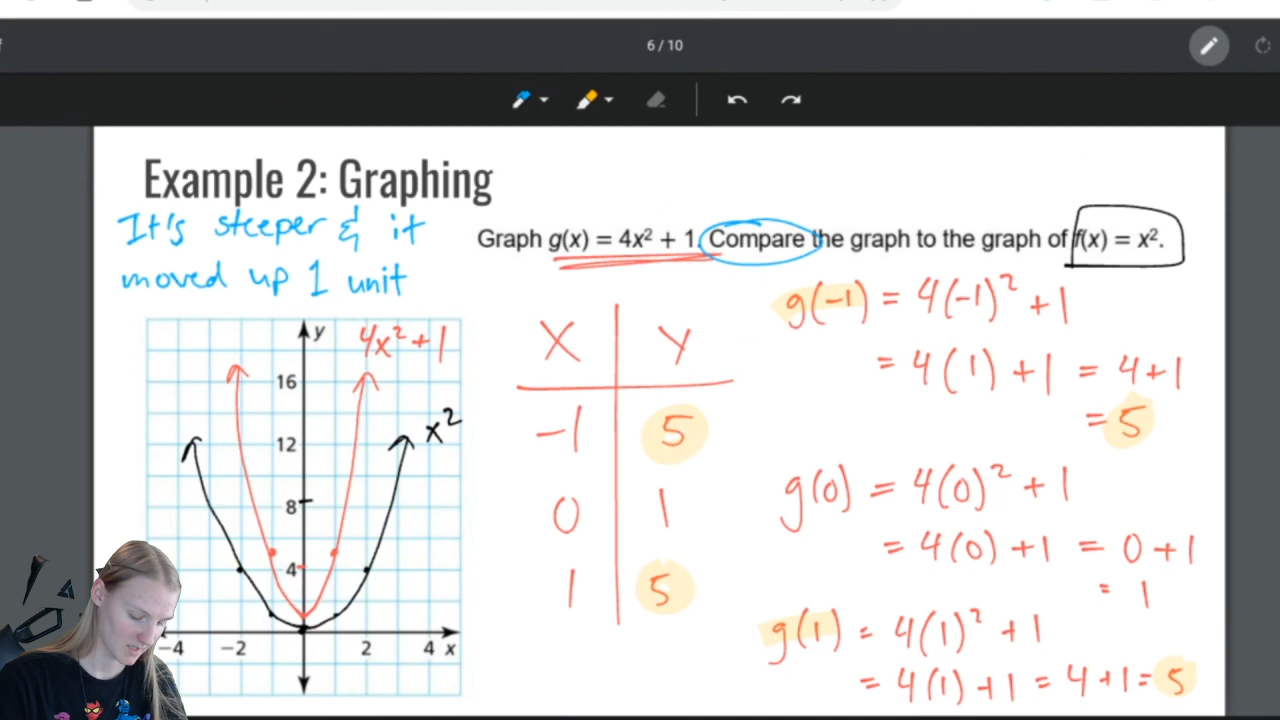 6 / 10
Example 2: Graphing
It's steeper & it
moved up 1 unit
Graph g(x) = 4x² + 1. Compare the graph to the graph of f(x) = x².
y
4x² + 1
16
12
x²
8
4
-4 -2 2 4 x
X Y
-1 5
0 1
1 5
g(-1) = 4(-1)² + 1
= 4(1) + 1 = 4 + 1
= 5
g(0) = 4(0)² + 1
= 4(0) + 1 = 0 + 1
= 1
g(1) = 4(1)² + 1
= 4(1) + 1 = 4 + 1 = 5